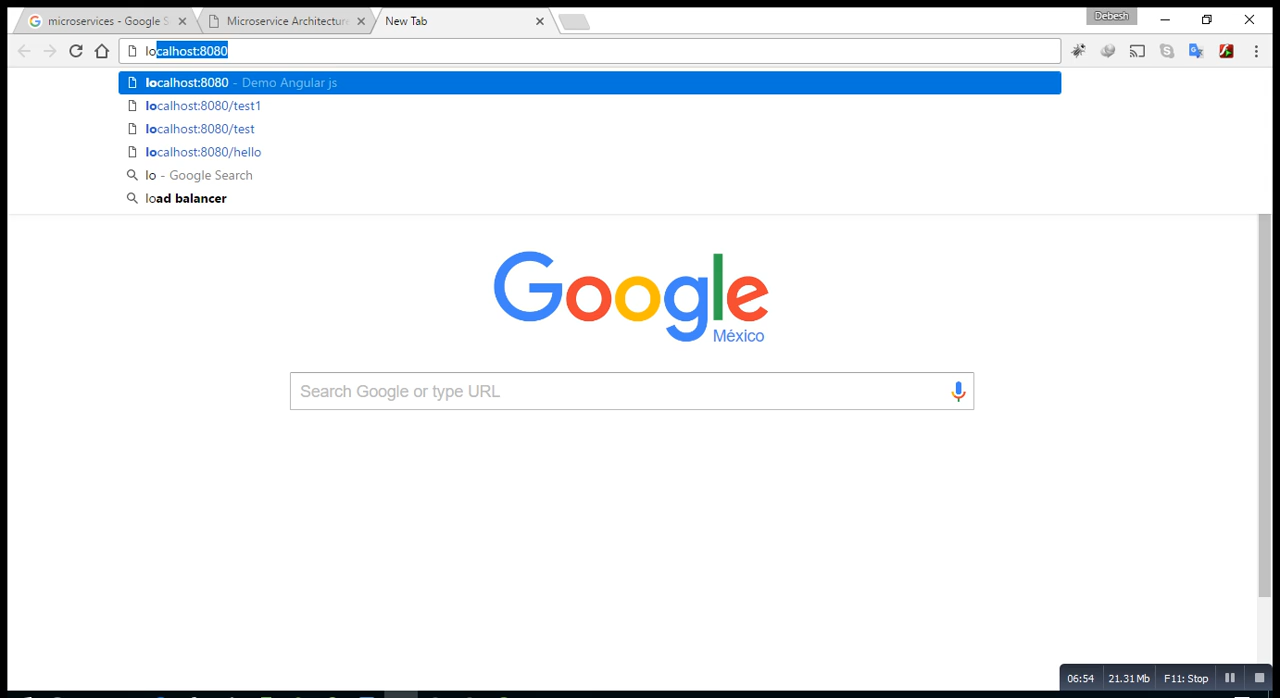 microservices - Google S
Microservice Architecture
New Tab
Debesh
localhost:8080
localhost:8080 - Demo Angular js
localhost:8080/test1
localhost:8080/test
localhost:8080/hello
lo - Google Search
load balancer
Google
México
Search Google or type URL
06:54 21.31 Mb F11: Stop